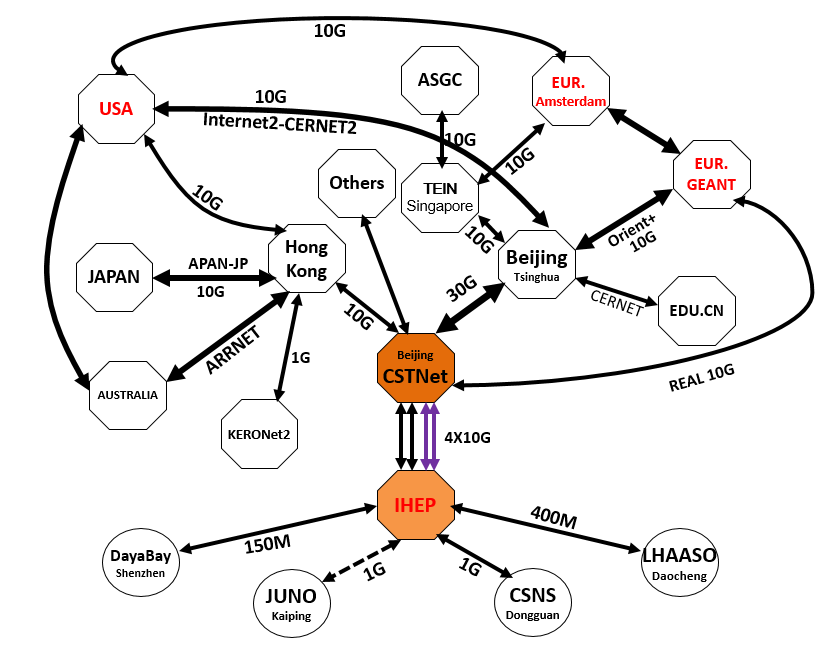 10G
ASGC
EUR.
Amsterdam
USA
10G
Internet2-CERNET2
10G
10G
EUR.
GEANT
Others
TEIN
Singapore
10G
10G
Orient+
10G
Hong
Kong
Beijing
Tsinghua
JAPAN
APAN-JP
10G
30G
CERNET
EDU.CN
10G
ARRNET
1G
Beijing
CSTNet
REAL 10G
AUSTRALIA
KERONet2
4X10G
IHEP
150M
400M
DayaBay
Shenzhen
1G
1G
LHAASO
Daocheng
JUNO
Kaiping
CSNS
Dongguan